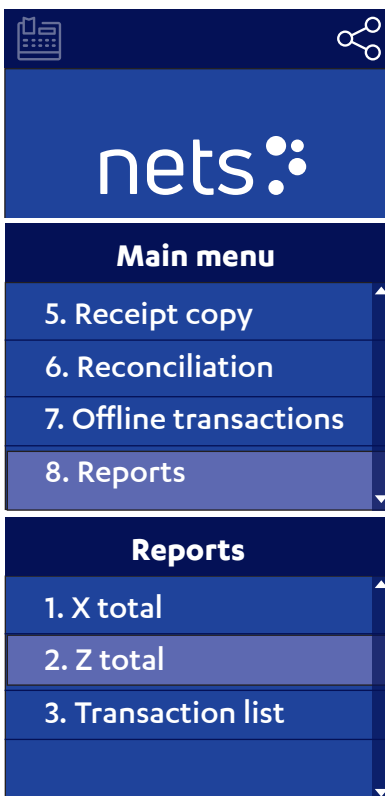 nets
Main menu
5. Receipt copy
6. Reconciliation
7. Offline transactions
8. Reports
Reports
1. X total
2. Z total
3. Transaction list